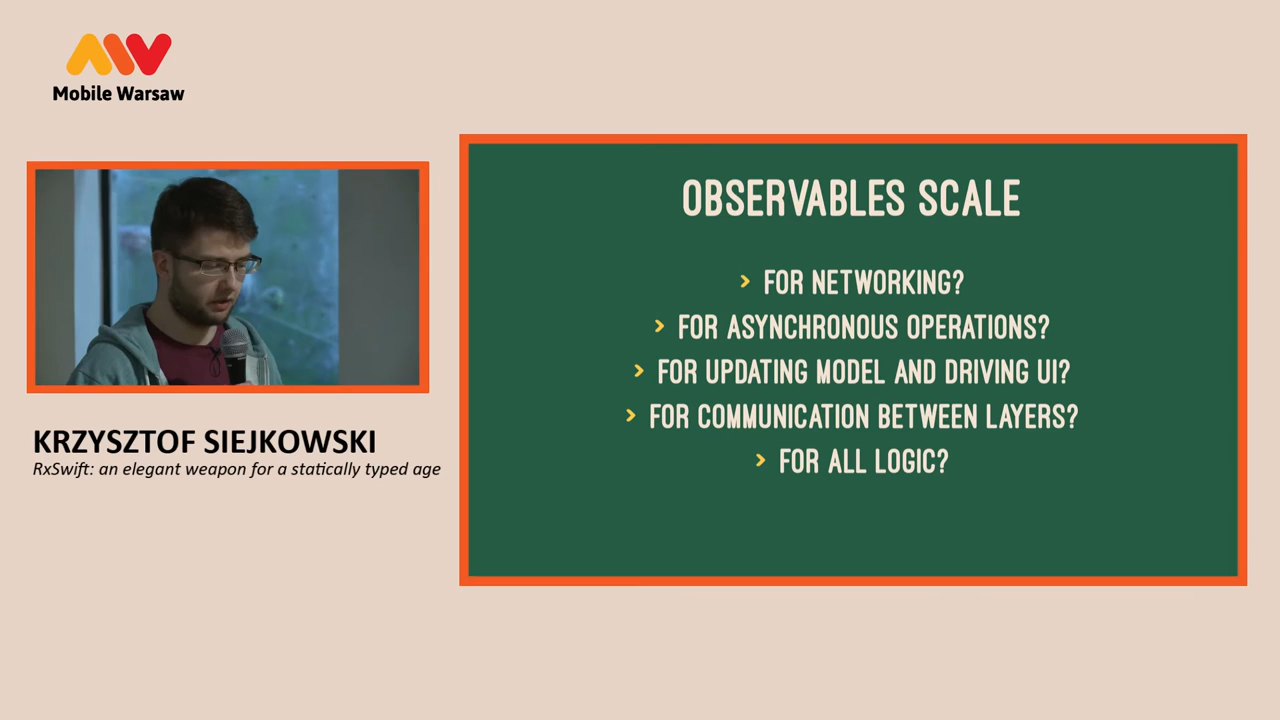 Mobile Warsaw
KRZYSZTOF SIEJKOWSKI
RxSwift: an elegant weapon for a statically typed age
OBSERVABLES SCALE
› FOR NETWORKING?
› FOR ASYNCHRONOUS OPERATIONS?
› FOR UPDATING MODEL AND DRIVING UI?
› FOR COMMUNICATION BETWEEN LAYERS?
› FOR ALL LOGIC?